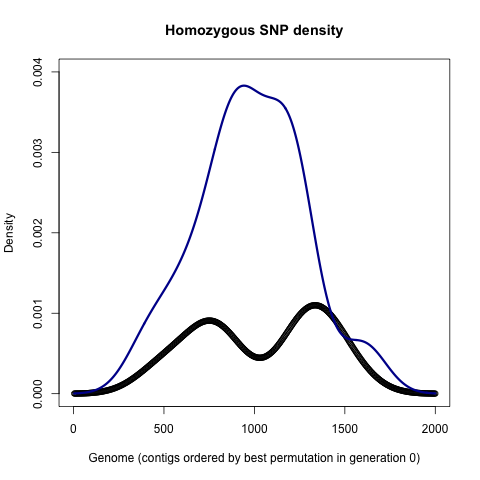 Homozygous SNP density
0.004
0.003
0.002
0.001
0.000
Density
0 500 1000 1500 2000
Genome (contigs ordered by best permutation in generation 0)